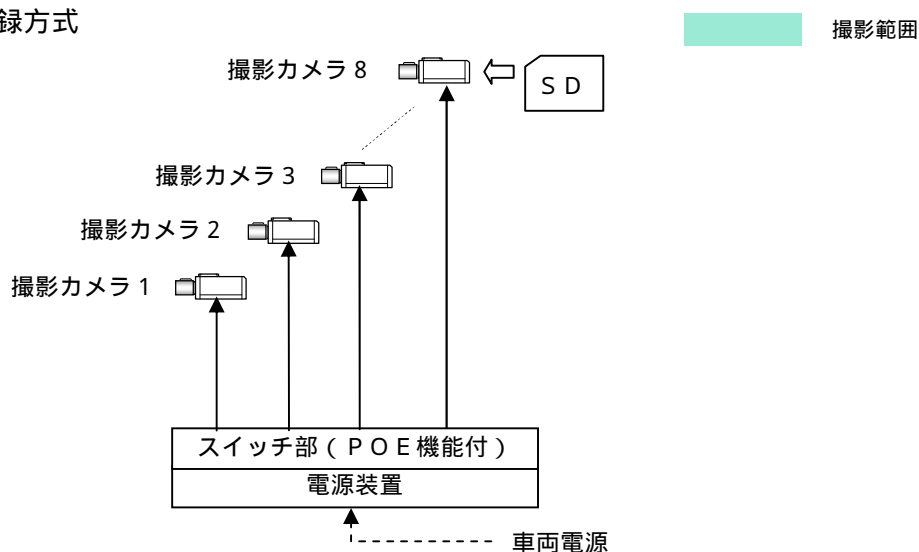 録方式
撮影範囲
撮影カメラ8
SD
撮影カメラ3
撮影カメラ2
撮影カメラ1
スイッチ部(POE機能付)
電源装置
車両電源